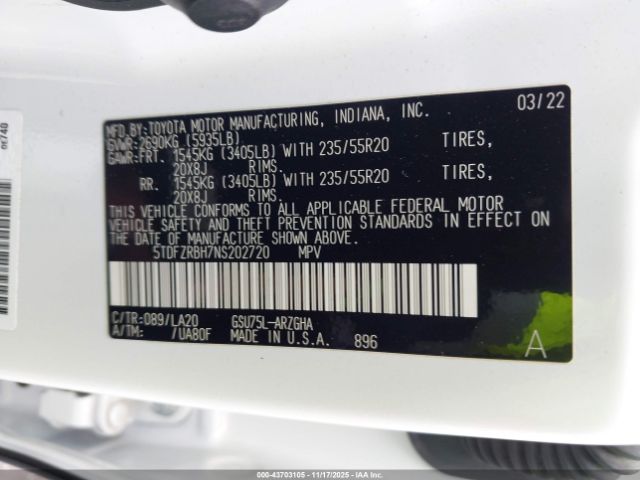 MFD.BY:TOYOTA MOTOR MANUFACTURING, INDIANA, INC. 03/22
GVWR:2690KG (5935LB)
GAWR:FRT. 1545KG (3405LB) WITH 235/55R20 TIRES,
20X8J RIMS.
RR. 1545KG (3405LB) WITH 235/55R20 TIRES,
20X8J RIMS.
THIS VEHICLE CONFORMS TO ALL APPLICABLE FEDERAL MOTOR
VEHICLE SAFETY AND THEFT PREVENTION STANDARDS IN EFFECT ON
THE DATE OF MANUFACTURE SHOWN ABOVE.
5TDFZRBH7NS202720 MPV
C/TR:089/LA20 GSU75L-ARZGHA
A/TM: /UA80F MADE IN U.S.A. 896
A
000-43703105 - 11/17/2025 - IAAI.COM